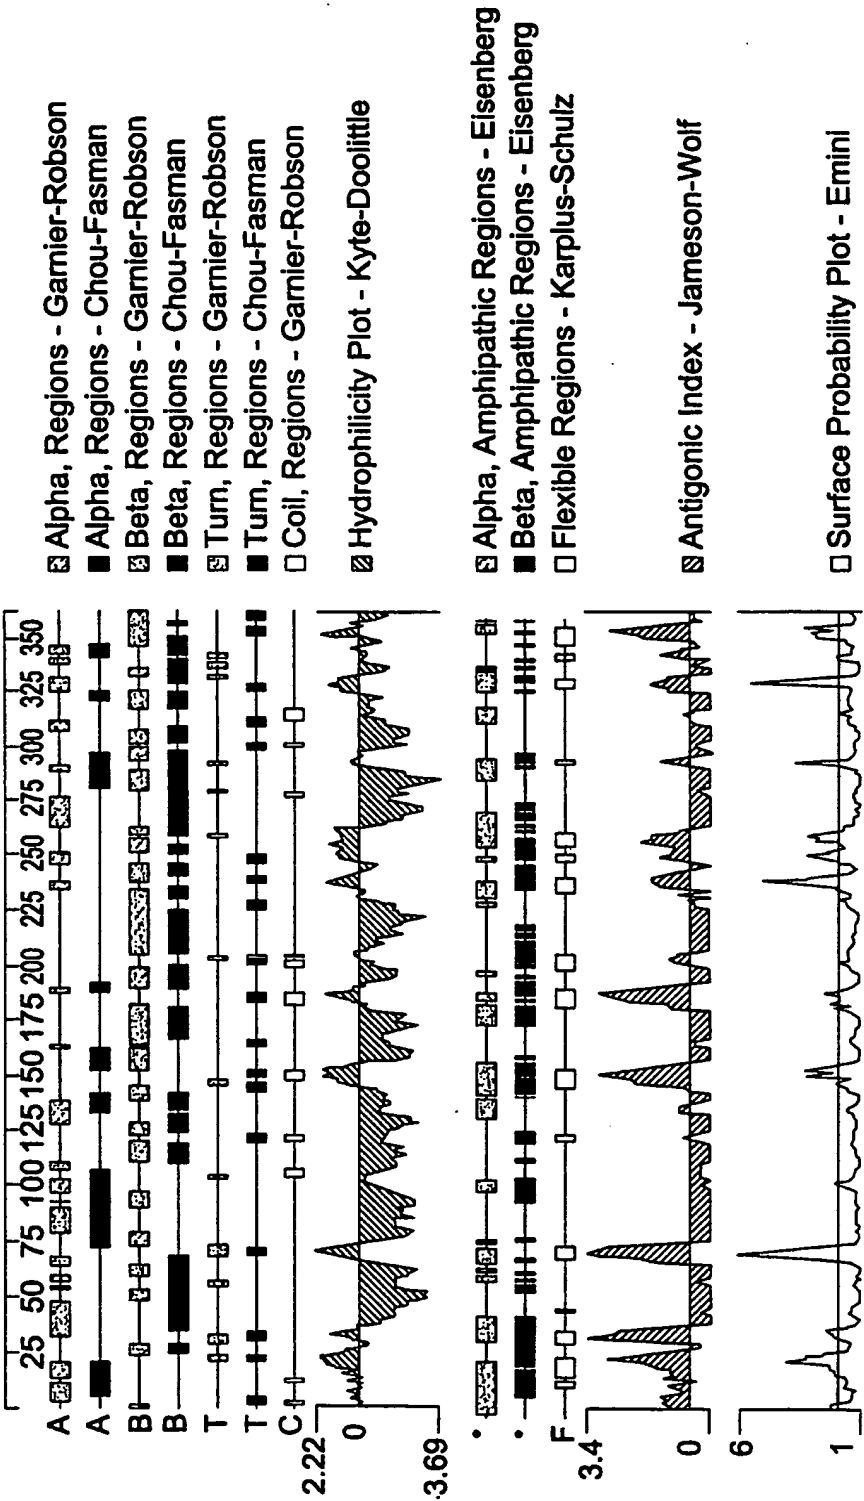 25 50 75 100 125 150 175 200 225 250 275 300 325 350
A Alpha, Regions - Garnier-Robson
A Alpha, Regions - Chou-Fasman
B Beta, Regions - Garnier-Robson
B Beta, Regions - Chou-Fasman
T Turn, Regions - Garnier-Robson
T Turn, Regions - Chou-Fasman
C Coil, Regions - Garnier-Robson
2.22
0 Hydrophilicity Plot - Kyte-Doolittle
-3.69
* Alpha, Amphipathic Regions - Eisenberg
* Beta, Amphipathic Regions - Eisenberg
F Flexible Regions - Karplus-Schulz
3.4
0 Antigonic Index - Jameson-Wolf
6
1 Surface Probability Plot - Emini